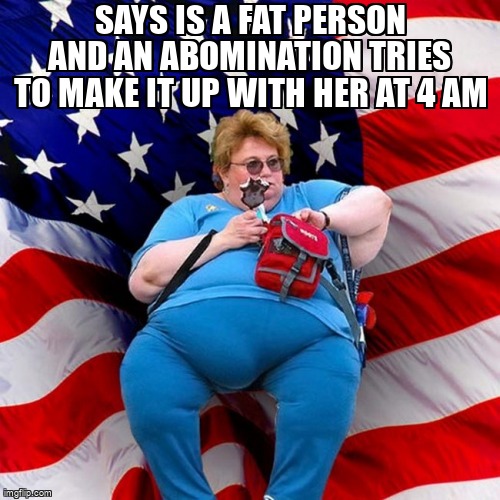 SAYS IS A FAT PERSON
AND AN ABOMINATION TRIES
TO MAKE IT UP WITH HER AT 4 AM
imgflip.com